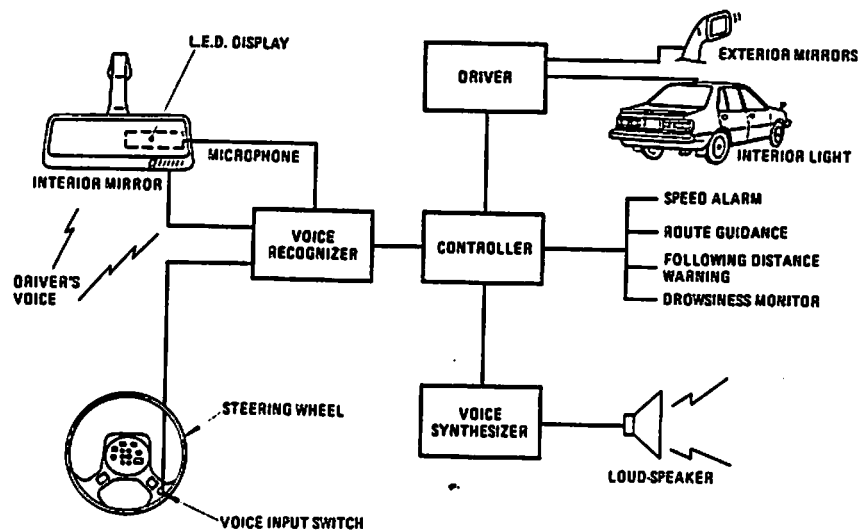 L.E.D. DISPLAY
DRIVER
EXTERIOR MIRRORS
MICROPHONE
INTERIOR LIGHT
INTERIOR MIRROR
VOICE
RECOGNIZER
CONTROLLER
SPEED ALARM
ROUTE GUIDANCE
FOLLOWING DISTANCE
WARNING
DROWSINESS MONITOR
DRIVER'S
VOICE
STEERING WHEEL
VOICE
SYNTHESIZER
LOUD-SPEAKER
VOICE INPUT SWITCH